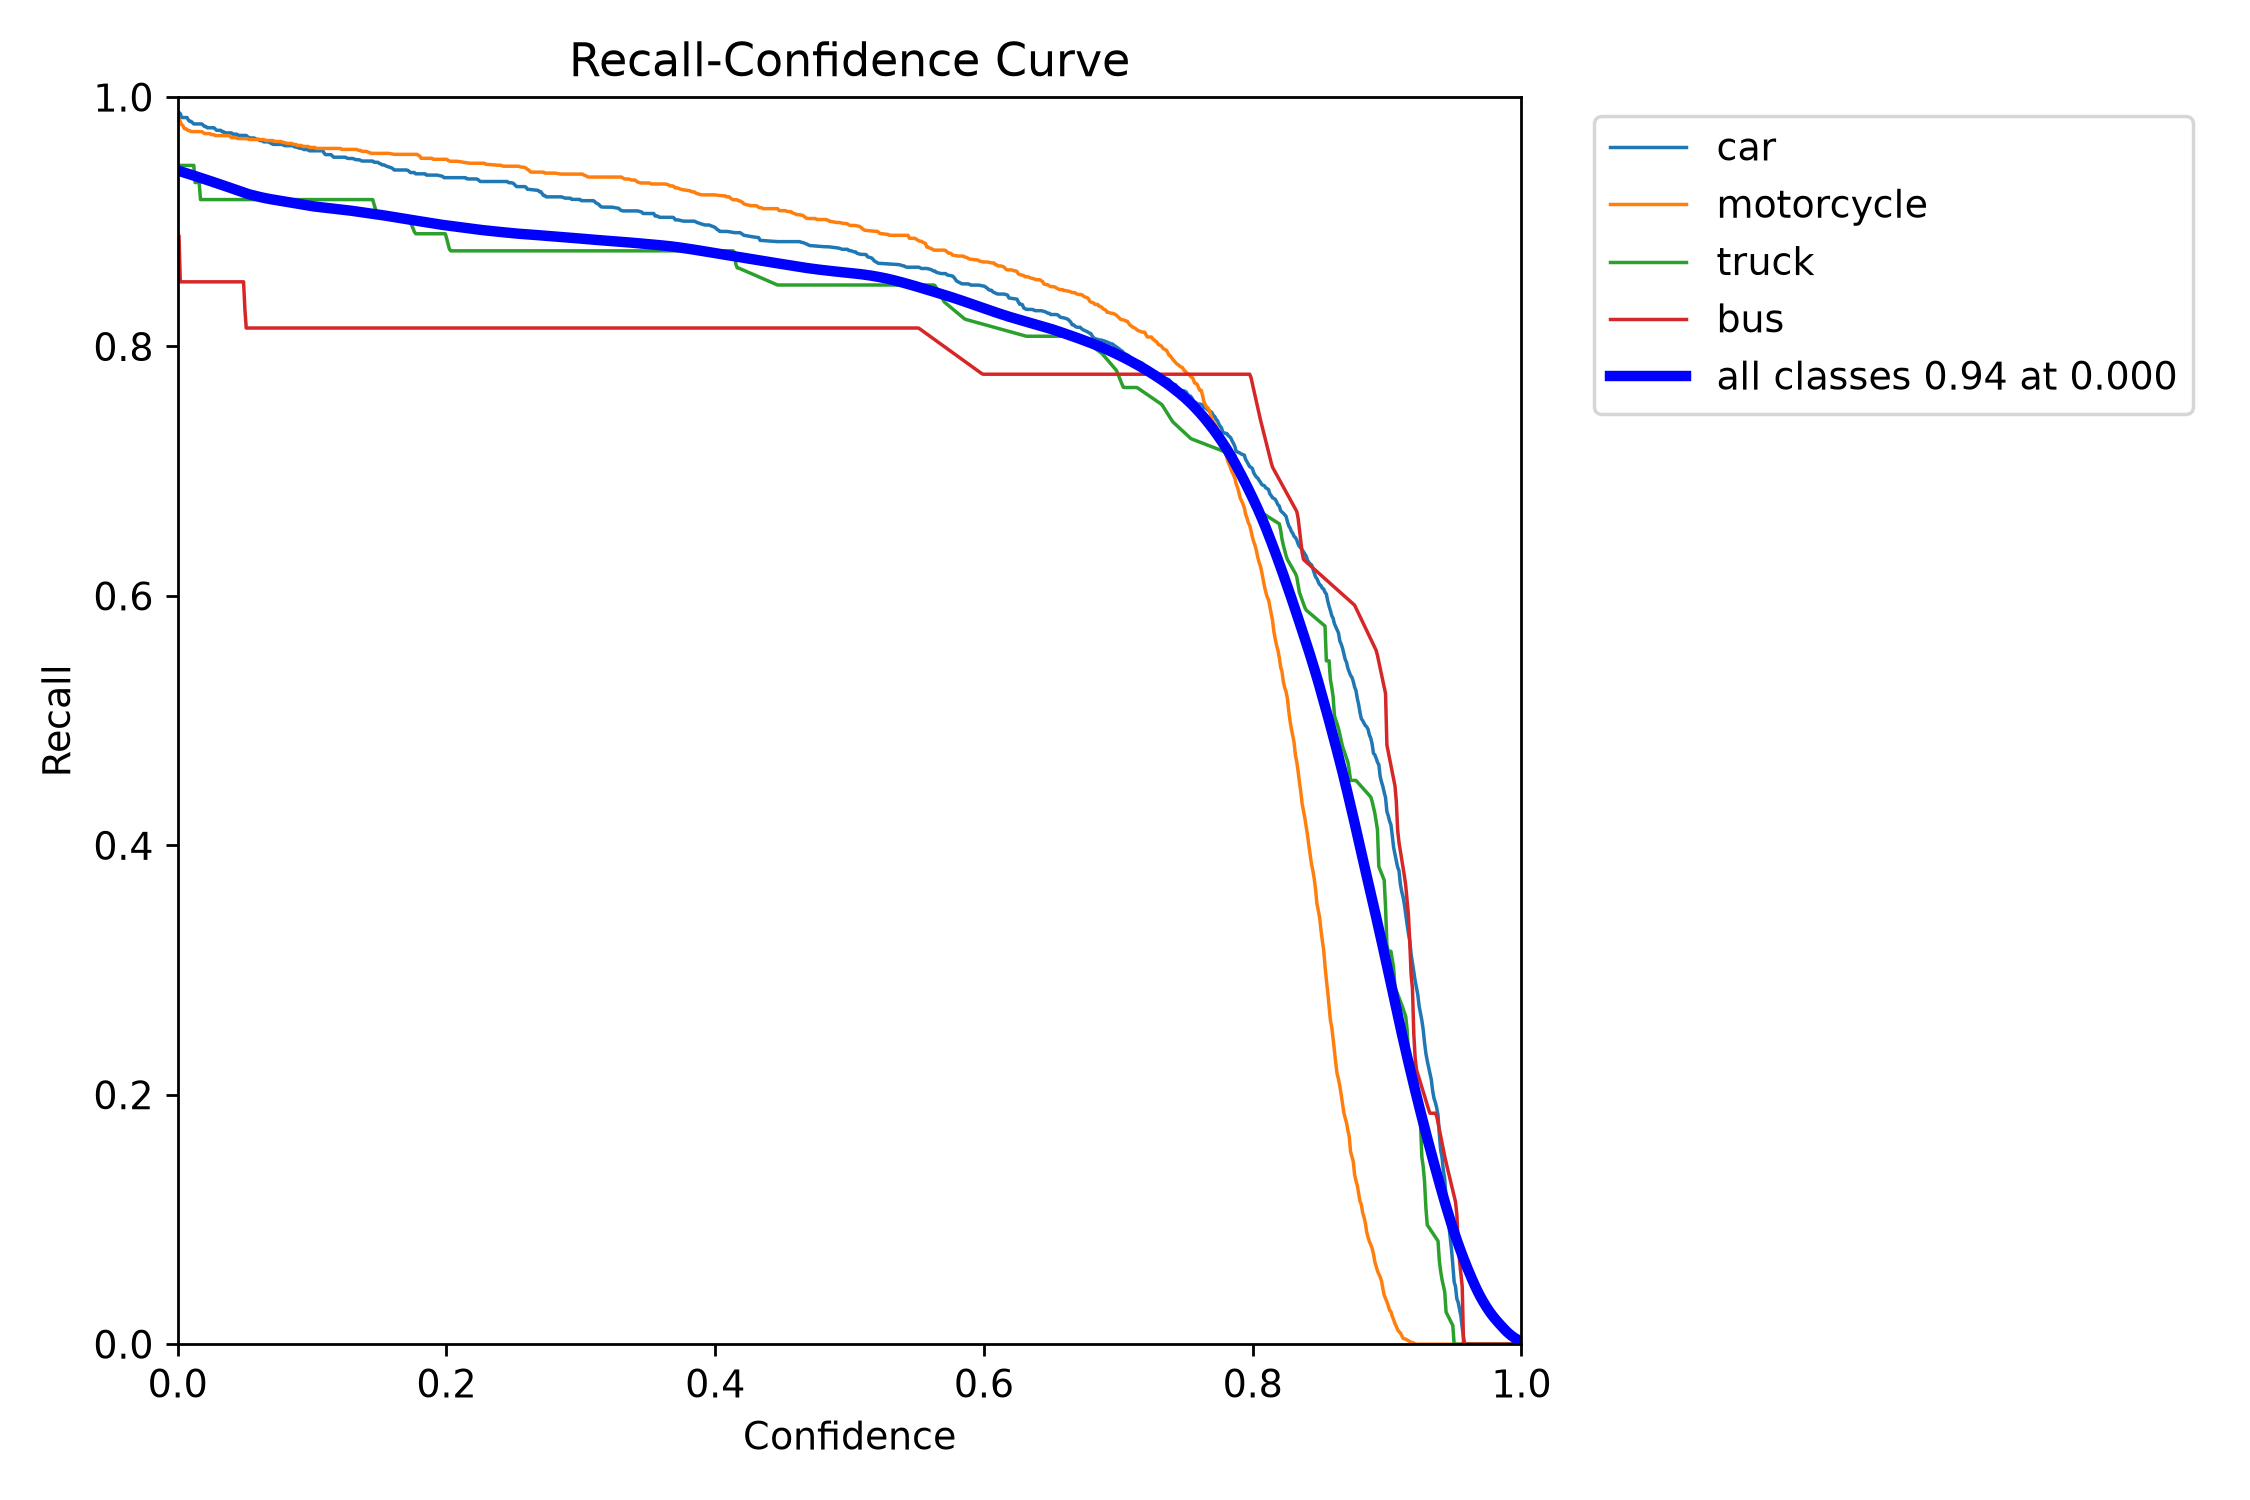 Recall-Confidence Curve
1.0
0.8
0.6
0.4
0.2
0.0
Recall
0.0 0.2 0.4 0.6 0.8 1.0
Confidence
car
motorcycle
truck
bus
all classes 0.94 at 0.000